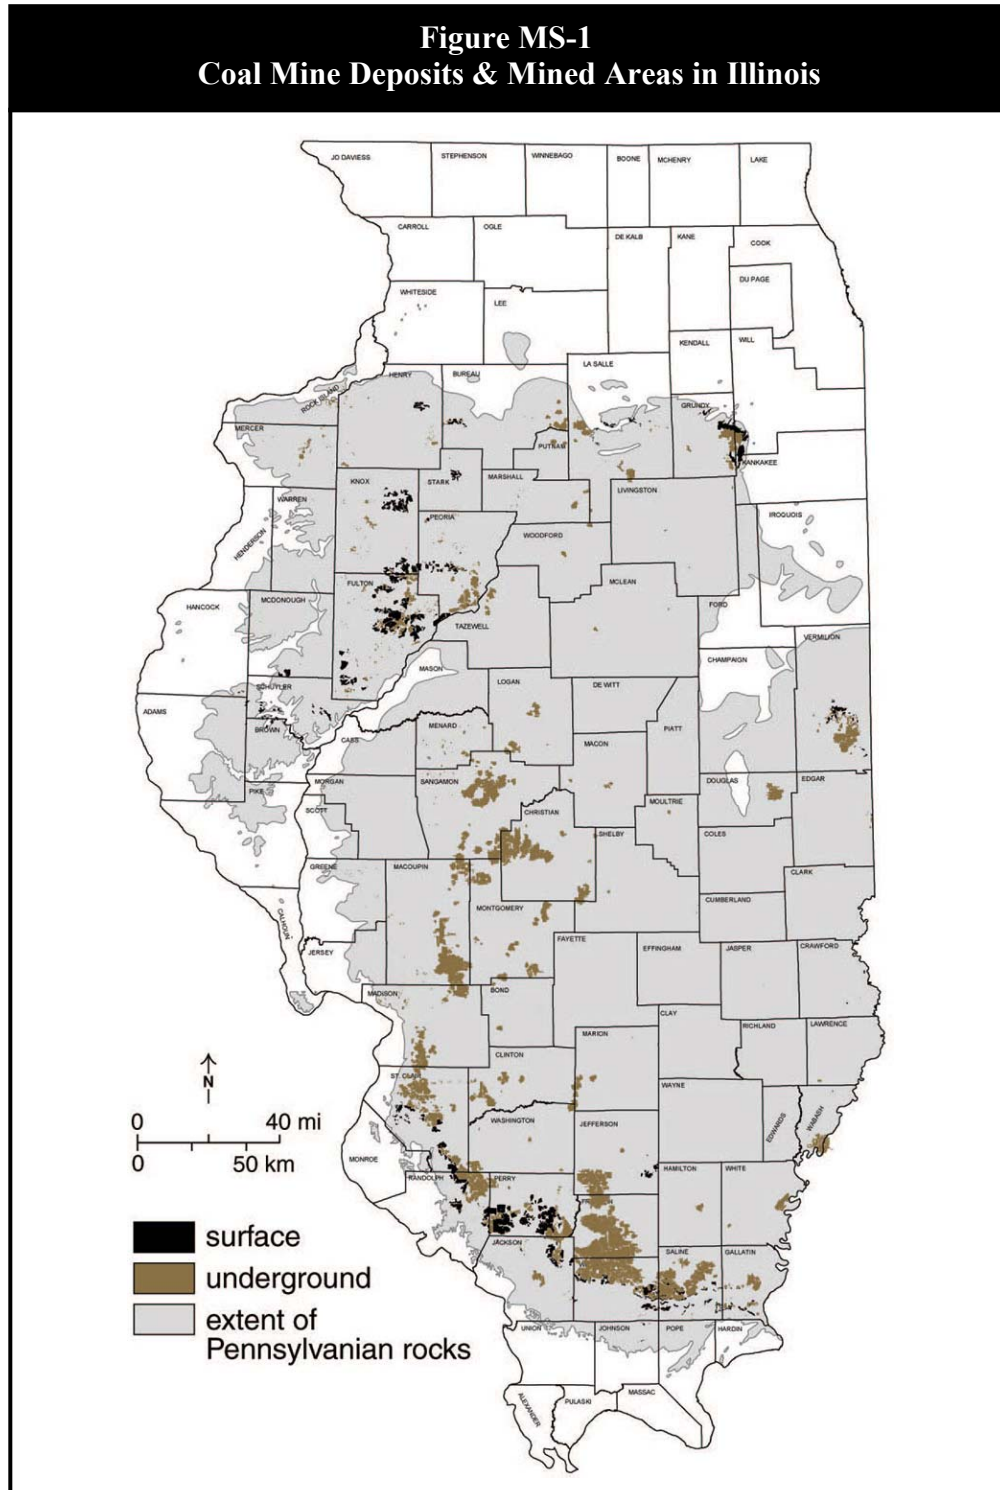 Figure MS-1
Coal Mine Deposits & Mined Areas in Illinois
JO DAVIESS
STEPHENSON
WINNEBAGO
BOONE
MCHENRY
LAKE
CARROLL
OGLE
DE KALB
KANE
COOK
DU PAGE
WHITESIDE
LEE
KENDALL
WILL
LA SALLE
HENRY
BUREAU
ROCK ISLAND
GRUNDY
MERCER
PUTNAM
KANKAKEE
KNOX
STARK
MARSHALL
LIVINGSTON
WARREN
PEORIA
IROQUOIS
HENDERSON
WOODFORD
FULTON
MCLEAN
HANCOCK
MCDONOUGH
FORD
TAZEWELL
VERMILION
MASON
CHAMPAIGN
SCHUYLER
LOGAN
DE WITT
ADAMS
BROWN
CASS
MENARD
PIATT
MACON
MORGAN
SANGAMON
DOUGLAS
EDGAR
PIKE
SCOTT
CHRISTIAN
MOULTRIE
SHELBY
COLES
GREENE
MACOUPIN
CLARK
CUMBERLAND
CALHOUN
MONTGOMERY
JERSEY
FAYETTE
EFFINGHAM
JASPER
CRAWFORD
MADISON
BOND
CLAY
RICHLAND
LAWRENCE
MARION
CLINTON
ST. CLAIR
WAYNE
EDWARDS
WABASH
WASHINGTON
JEFFERSON
MONROE
RANDOLPH
PERRY
HAMILTON
WHITE
JACKSON
SALINE
GALLATIN
UNION
JOHNSON
POPE
HARDIN
ALEXANDER
PULASKI
MASSAC
N
0 40 mi
0 50 km
surface
underground
extent of
Pennsylvanian rocks